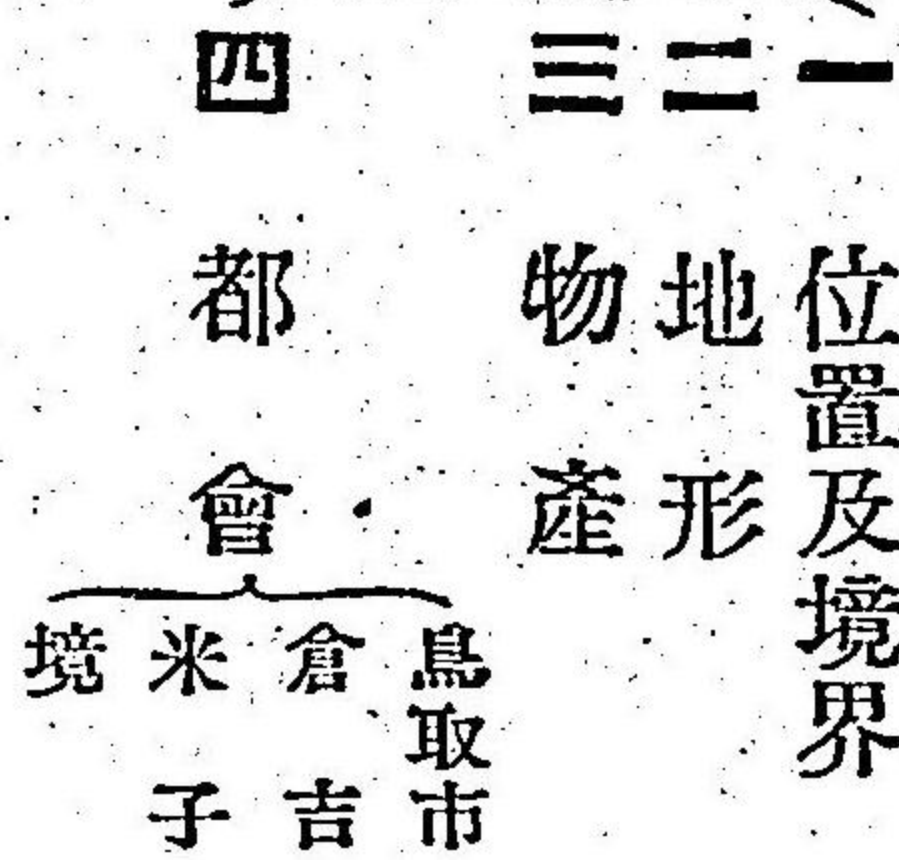 一 位置及境界
二 地形
三 物產
四 都會
鳥取市
倉吉
米子
境